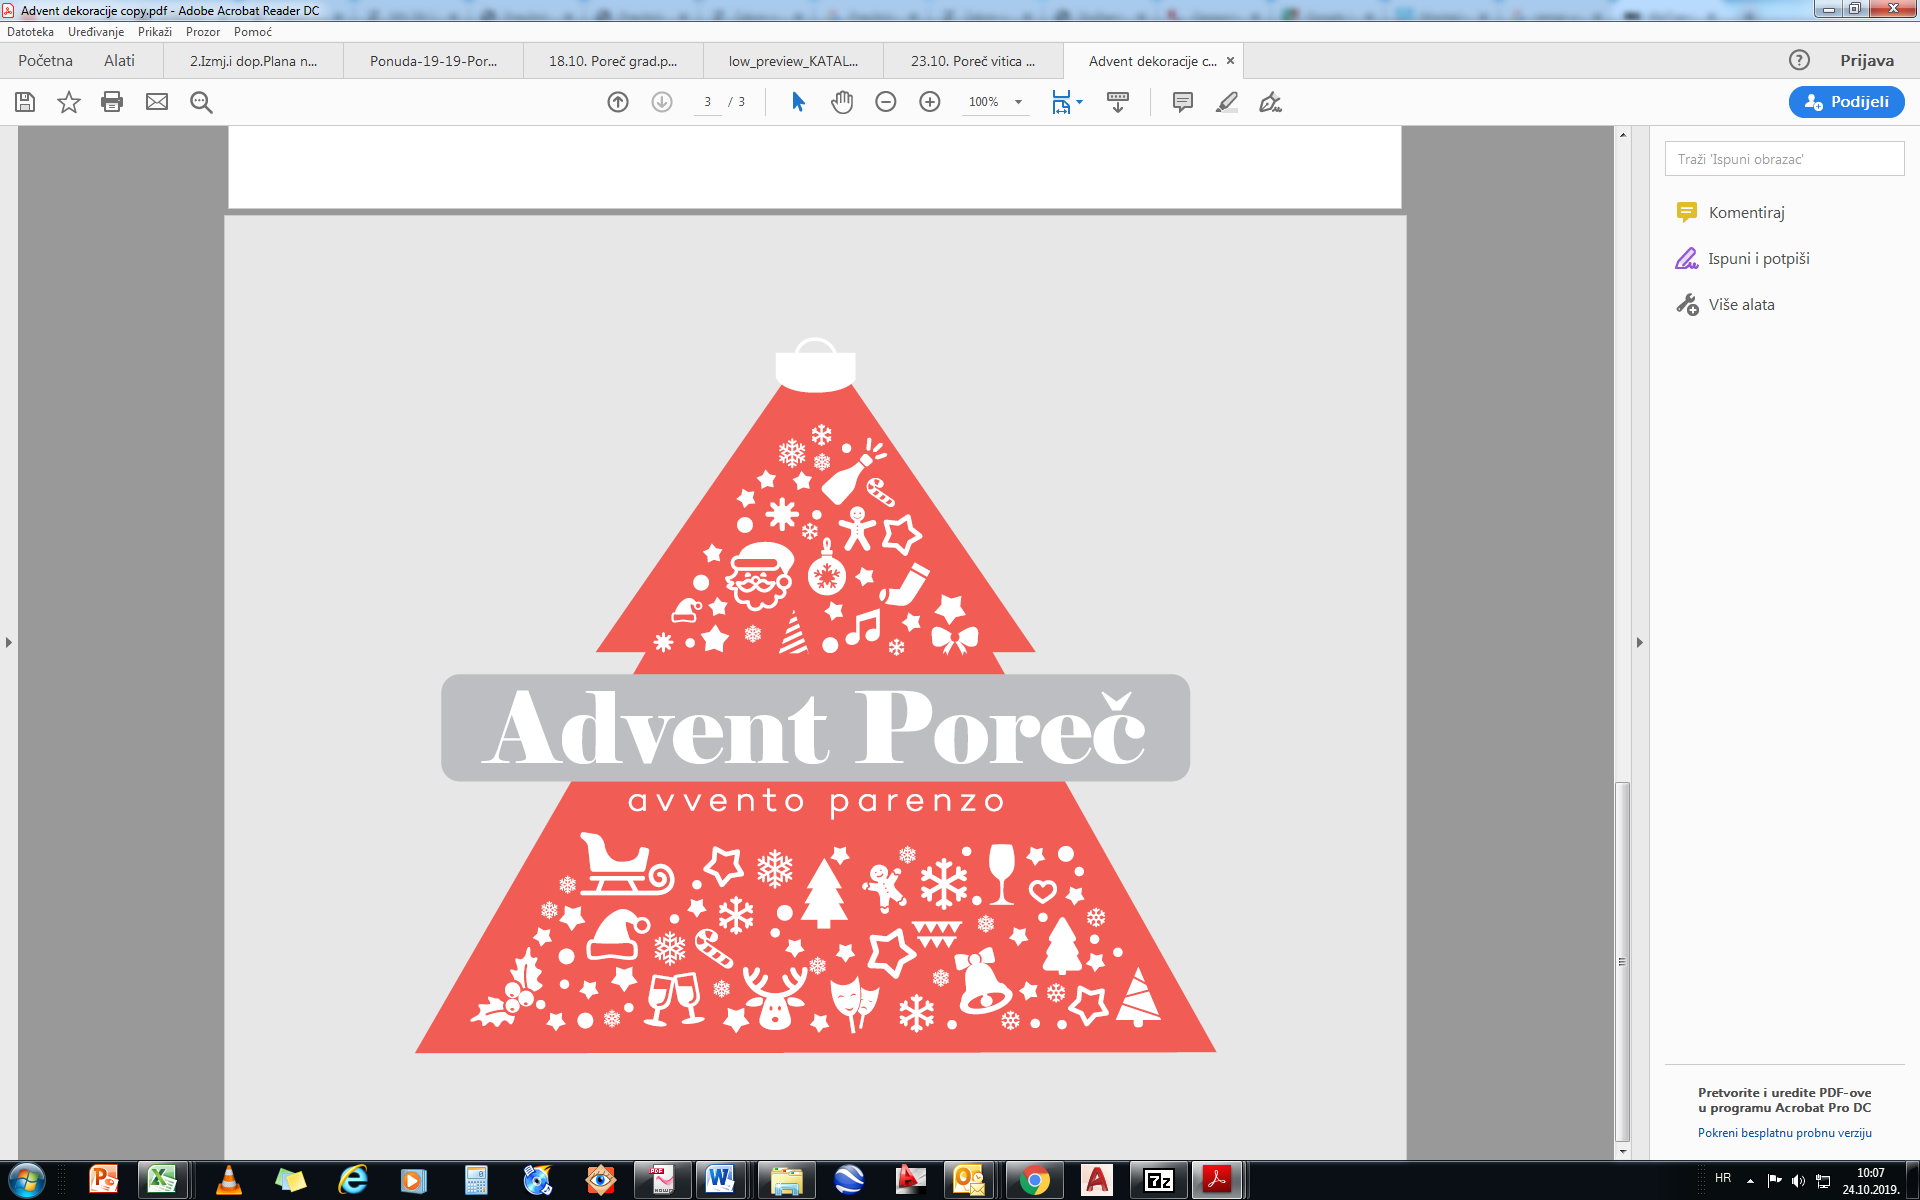 Advent dekoracije copy.pdf - Adobe Acrobat Reader DC
Datoteka Uređivanje Prikaži Prozor Pomoć
Početna Alati 2.Izmj.i dop.Plana n... Ponuda-19-19-Por... 18.10. Poreč grad.p... low_preview_KATAL... 23.10. Poreč vitica ... Advent dekoracije c... Prijava
3 / 3 100% Podijeli
Traži 'Ispuni obrazac'
Komentiraj
Ispuni i potpiši
Više alata
Advent Poreč
avvento parenzo
Pretvorite i uredite PDF-ove
u programu Acrobat Pro DC
Pokreni besplatnu probnu verziju
HR 10:07
24.10.2019.